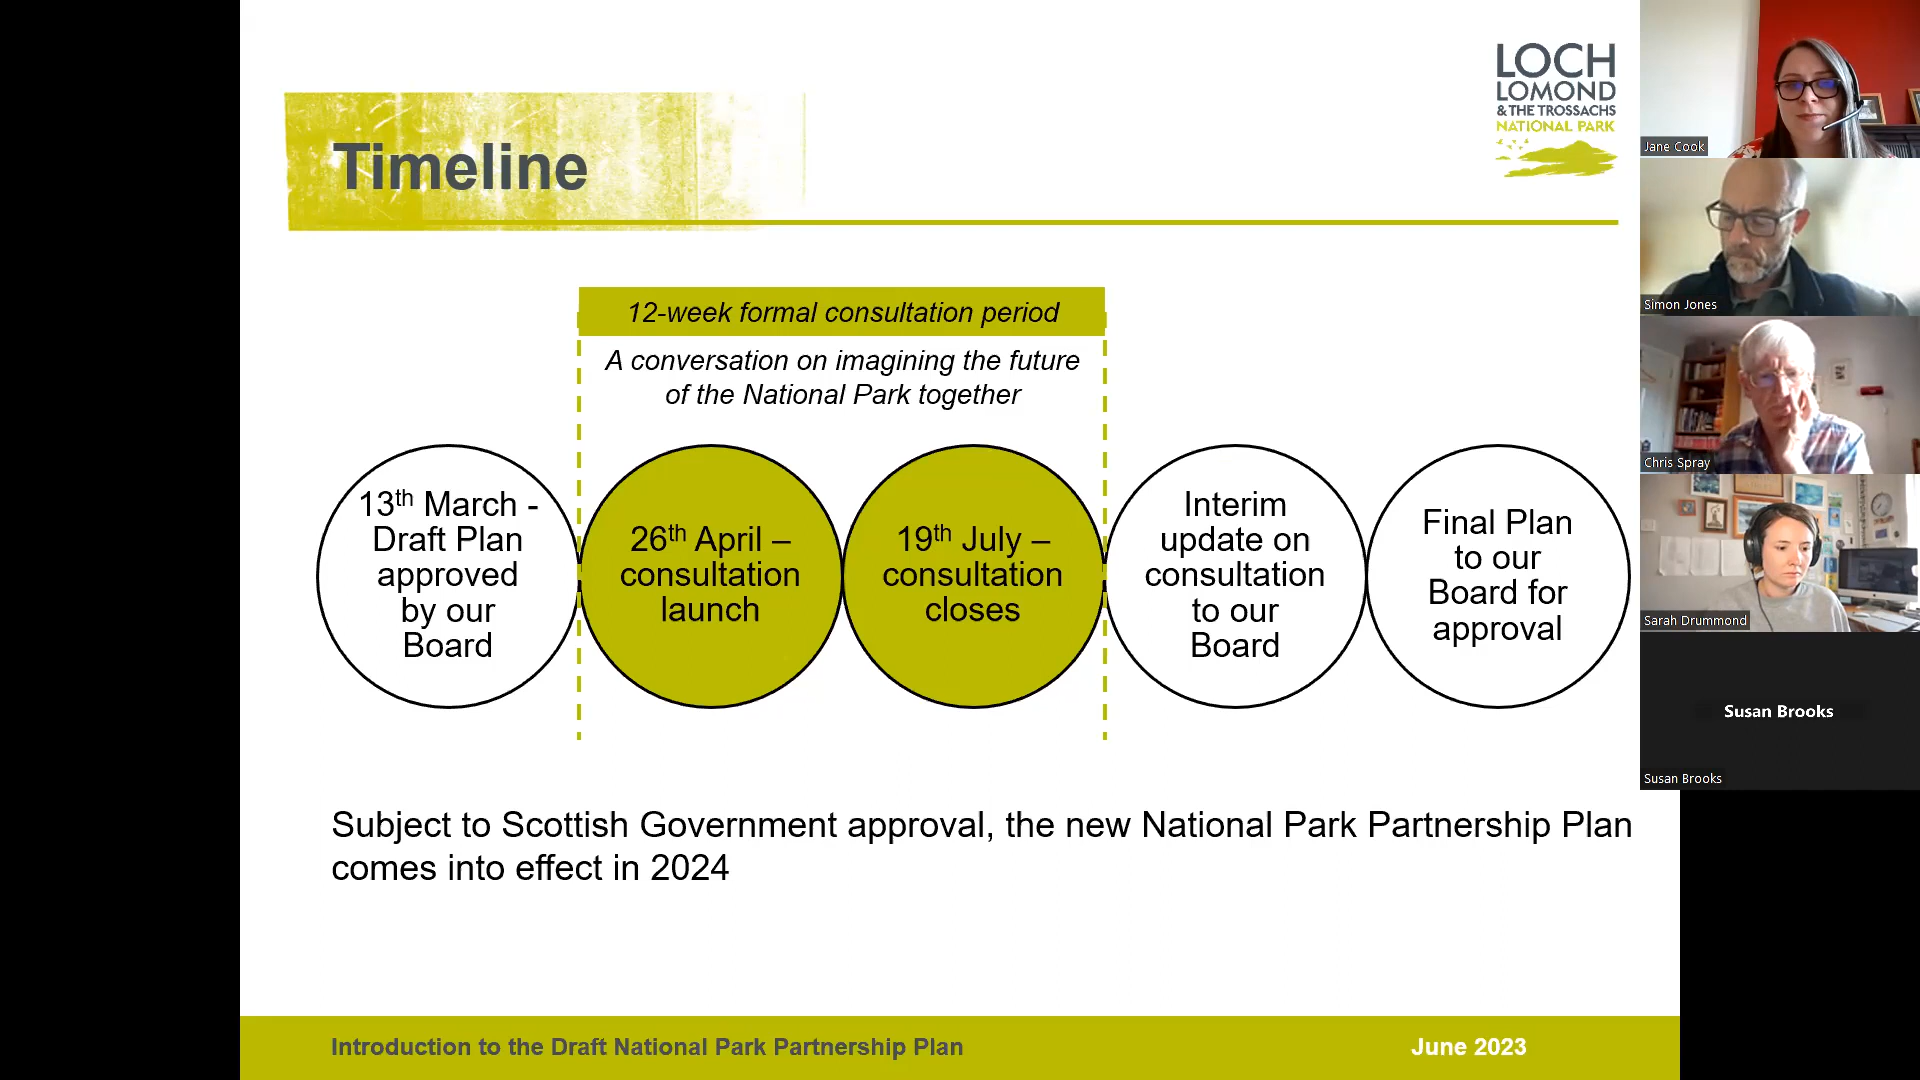 LOCH
LOMOND
& THE TROSSACHS
NATIONAL PARK
Timeline
12-week formal consultation period
A conversation on imagining the future
of the National Park together
13th March -
Draft Plan
approved
by our
Board
26th April –
consultation
launch
19th July –
consultation
closes
Interim
update on
consultation
to our
Board
Final Plan
to our
Board for
approval
Subject to Scottish Government approval, the new National Park Partnership Plan
comes into effect in 2024
Introduction to the Draft National Park Partnership Plan
June 2023
Jane Cook
Simon Jones
Chris Spray
Sarah Drummond
Susan Brooks
Susan Brooks